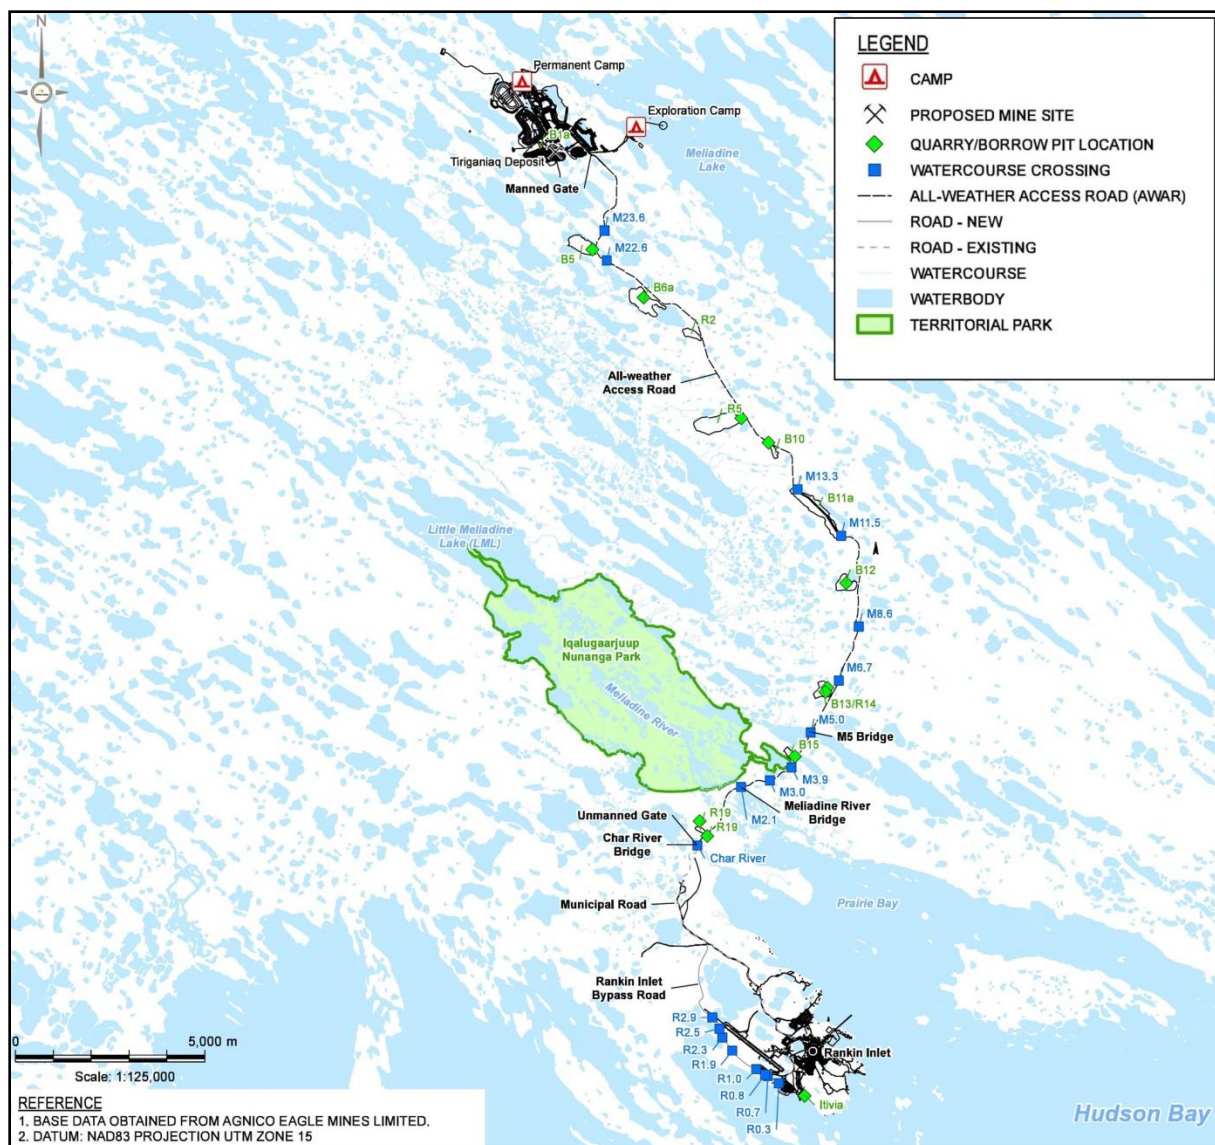 N
Permanent Camp
Exploration Camp
B1a
Tiriganiaq Deposit
Manned Gate
Meliadine
Lake
LEGEND
CAMP
PROPOSED MINE SITE
QUARRY/BORROW PIT LOCATION
WATERCOURSE CROSSING
ALL-WEATHER ACCESS ROAD (AWAR)
ROAD - NEW
ROAD - EXISTING
WATERCOURSE
WATERBODY
TERRITORIAL PARK
M23.6
M22.6
B5
B6a
R2
All-weather
Access Road
R5
B10
M13.3
B11a
M11.5
Little Meliadine
Lake (LML)
B12
M8.6
Iqalugaarjuup
Nunanga Park
Meliadine River
M6.7
B13/R14
M5.0
M5 Bridge
B15
M3.9
M3.0
M2.1
Meliadine River
Bridge
R19
R19
Unmanned Gate
Char River
Bridge
Char River
Municipal Road
Prairie Bay
Rankin Inlet
Bypass Road
R2.9
R2.5
R2.3
R1.9
R1.0
R0.8
R0.7
R0.3
Rankin Inlet
Itivia
Hudson Bay
0 5,000 m
Scale: 1:125,000
REFERENCE
1. BASE DATA OBTAINED FROM AGNICO EAGLE MINES LIMITED.
2. DATUM: NAD83 PROJECTION UTM ZONE 15